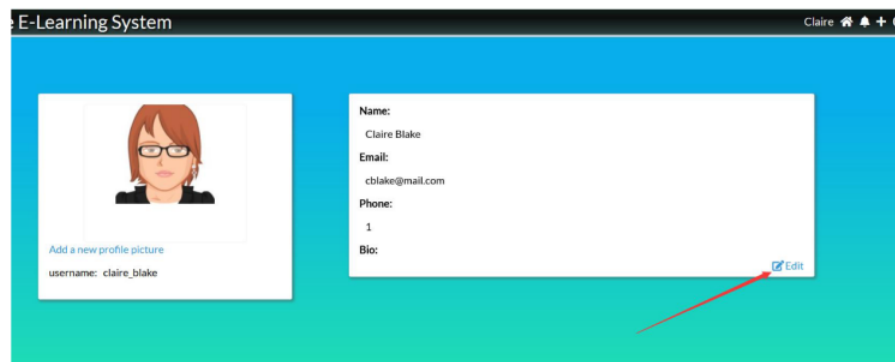 E-Learning System
Claire
Add a new profile picture
username: claire_blake
Name:
Claire Blake
Email:
cblake@mail.com
Phone:
1
Bio:
Edit